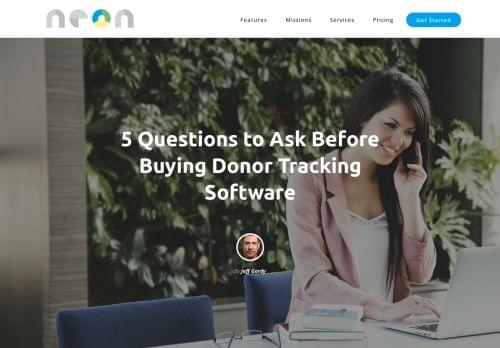 neon
Features Missions Services Pricing Get Started
5 Questions to Ask Before
Buying Donor Tracking
Software
By Jeff Gordy